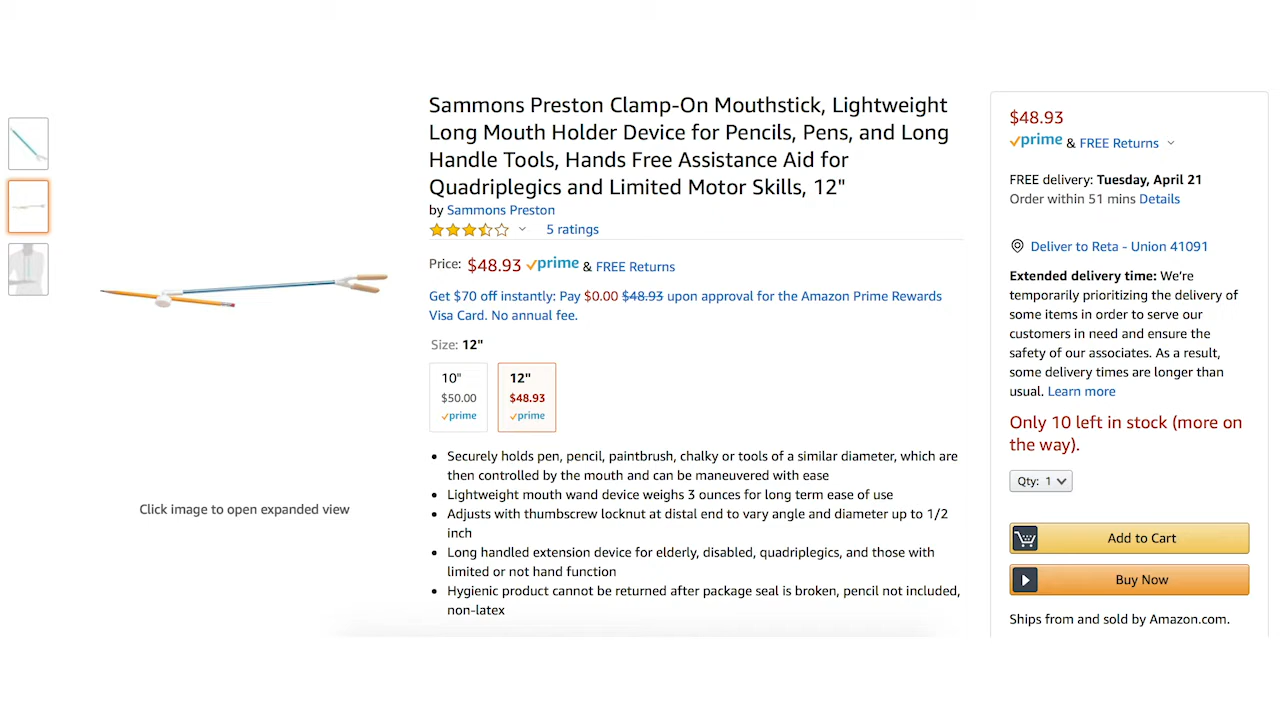 Sammons Preston Clamp-On Mouthstick, Lightweight
Long Mouth Holder Device for Pencils, Pens, and Long
Handle Tools, Hands Free Assistance Aid for
Quadriplegics and Limited Motor Skills, 12"
by Sammons Preston
5 ratings
Price: $48.93 prime & FREE Returns
Get $70 off instantly: Pay $0.00 $48.93 upon approval for the Amazon Prime Rewards
Visa Card. No annual fee.
Size: 12"
10"
$50.00
prime
12"
$48.93
prime
• Securely holds pen, pencil, paintbrush, chalky or tools of a similar diameter, which are
then controlled by the mouth and can be maneuvered with ease
• Lightweight mouth wand device weighs 3 ounces for long term ease of use
• Adjusts with thumbscrew locknut at distal end to vary angle and diameter up to 1/2
inch
• Long handled extension device for elderly, disabled, quadriplegics, and those with
limited or not hand function
• Hygienic product cannot be returned after package seal is broken, pencil not included,
non-latex
Click image to open expanded view
$48.93
prime & FREE Returns
FREE delivery: Tuesday, April 21
Order within 51 mins Details
Deliver to Reta - Union 41091
Extended delivery time: We're
temporarily prioritizing the delivery of
some items in order to serve our
customers in need and ensure the
safety of our associates. As a result,
some delivery times are longer than
usual. Learn more
Only 10 left in stock (more on
the way).
Qty: 1
Add to Cart
Buy Now
Ships from and sold by Amazon.com.